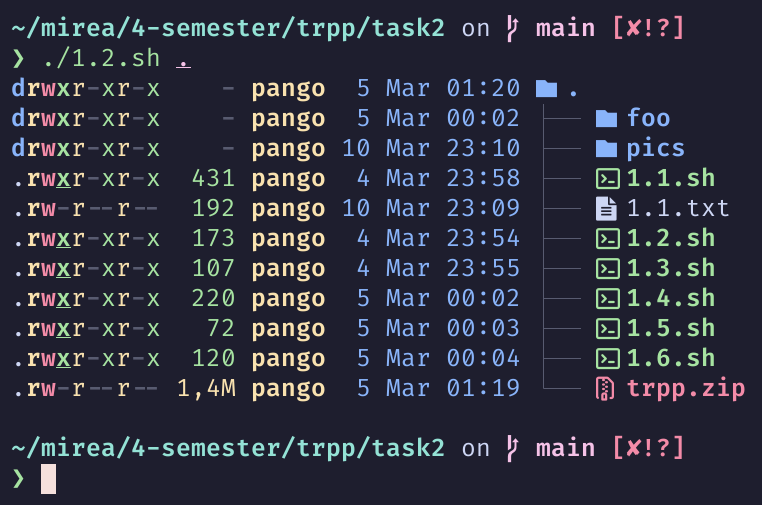 ~/mirea/4-semester/trpp/task2 on main [✘!?]
❯ ./1.2.sh .
drwxr-xr-x - pango 5 Mar 01:20 .
drwxr-xr-x - pango 5 Mar 00:02 foo
drwxr-xr-x - pango 10 Mar 23:10 pics
.rwxr-xr-x 431 pango 4 Mar 23:58 1.1.sh
.rw-r--r-- 192 pango 10 Mar 23:09 1.1.txt
.rwxr-xr-x 173 pango 4 Mar 23:54 1.2.sh
.rwxr-xr-x 107 pango 4 Mar 23:55 1.3.sh
.rwxr-xr-x 220 pango 5 Mar 00:02 1.4.sh
.rwxr-xr-x 72 pango 5 Mar 00:03 1.5.sh
.rwxr-xr-x 120 pango 5 Mar 00:04 1.6.sh
.rw-r--r-- 1,4M pango 5 Mar 01:19 trpp.zip
~/mirea/4-semester/trpp/task2 on main [✘!?]
❯